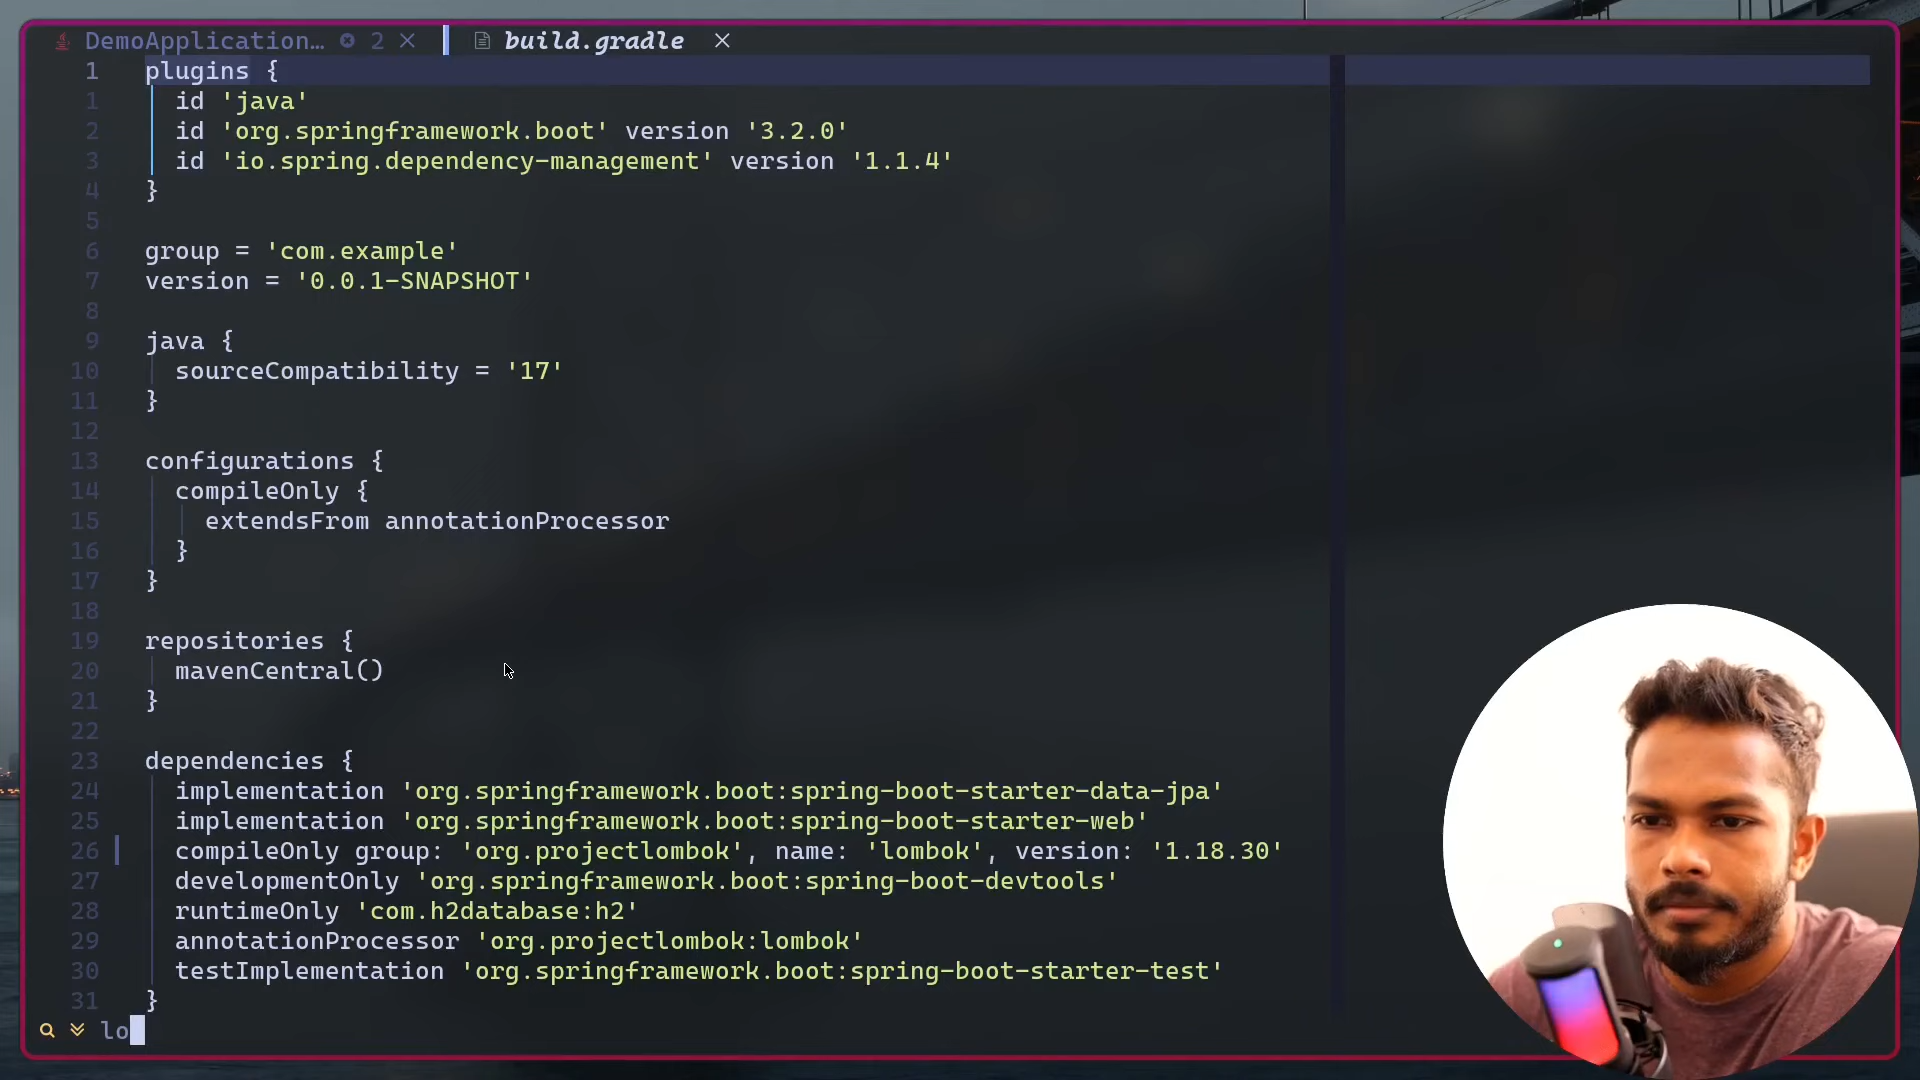 DemoApplication… 2 × build.gradle ×
1 plugins {
1 id 'java'
2 id 'org.springframework.boot' version '3.2.0'
3 id 'io.spring.dependency-management' version '1.1.4'
4 }
5
6 group = 'com.example'
7 version = '0.0.1-SNAPSHOT'
8
9 java {
10 sourceCompatibility = '17'
11 }
12
13 configurations {
14 compileOnly {
15 extendsFrom annotationProcessor
16 }
17 }
18
19 repositories {
20 mavenCentral()
21 }
22
23 dependencies {
24 implementation 'org.springframework.boot:spring-boot-starter-data-jpa'
25 implementation 'org.springframework.boot:spring-boot-starter-web'
26 compileOnly group: 'org.projectlombok', name: 'lombok', version: '1.18.30'
27 developmentOnly 'org.springframework.boot:spring-boot-devtools'
28 runtimeOnly 'com.h2database:h2'
29 annotationProcessor 'org.projectlombok:lombok'
30 testImplementation 'org.springframework.boot:spring-boot-starter-test'
31 }
lo